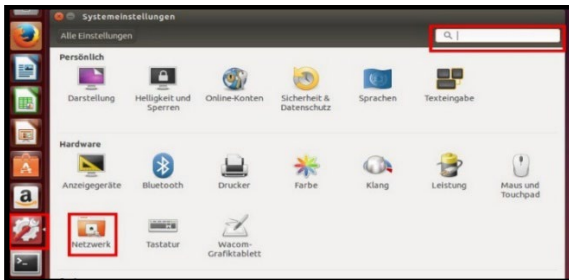 Systemeinstellungen
Alle Einstellungen
Persönlich
Darstellung
Helligkeit und
Sperren
Online-Konten
Sicherheit &
Datenschutz
Sprachen
Texteingabe
Hardware
Anzeigegeräte
Bluetooth
Drucker
Farbe
Klang
Leistung
Maus und
Touchpad
Netzwerk
Tastatur
Wacom-
Grafiktablett